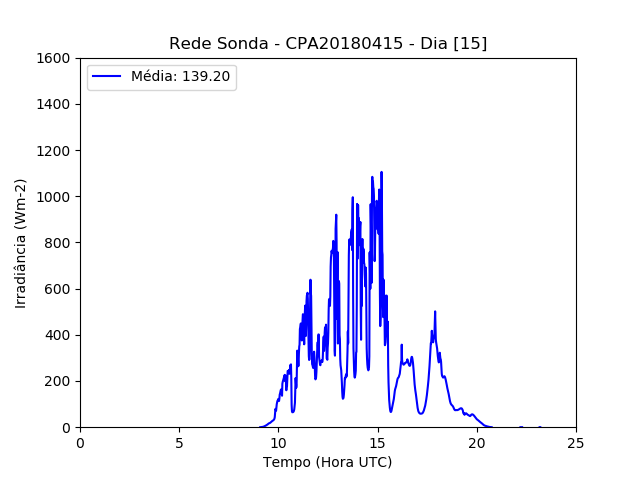 Rede Sonda - CPA20180415 - Dia [15]
Média: 139.20
Irradiância (Wm-2)
1600
1400
1200
1000
800
600
400
200
0
0 5 10 15 20 25
Tempo (Hora UTC)